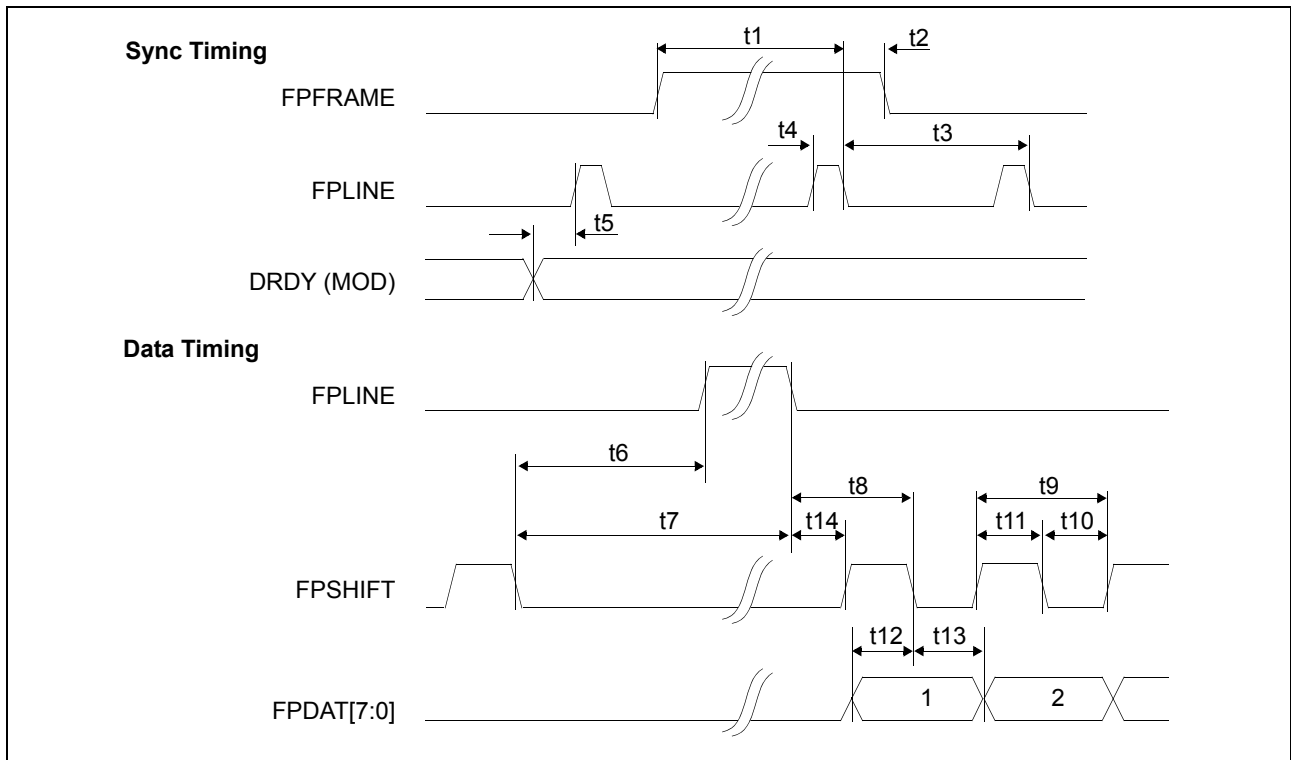 Sync Timing
t1
t2
FPFRAME
t4
t3
FPLINE
t5
DRDY (MOD)
Data Timing
FPLINE
t6
t8
t9
t7
t14
t11
t10
FPSHIFT
t12
t13
FPDAT[7:0]
1
2